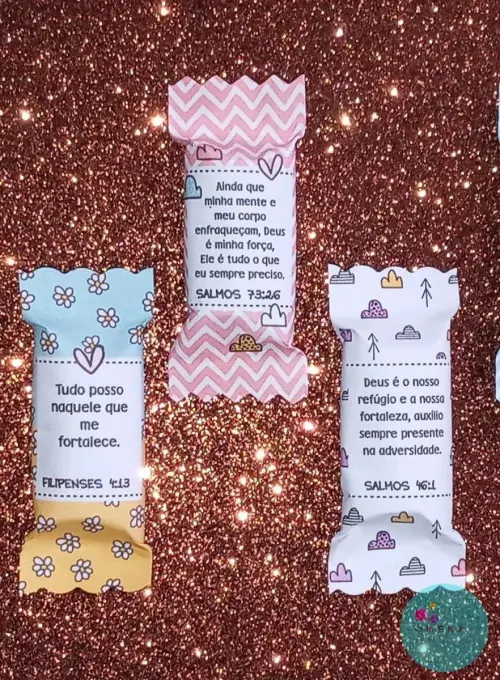 Ainda que
minha mente e
meu corpo
enfraqueçam, Deus
é minha força,
Ele é tudo o que
eu sempre preciso.
SALMOS 73:26
Tudo posso
naquele que
me
fortalece.
FILIPENSES 4:13
Deus é o nosso
refúgio e a nossa
fortaleza, auxílio
sempre presente
na adversidade.
SALMOS 46:1